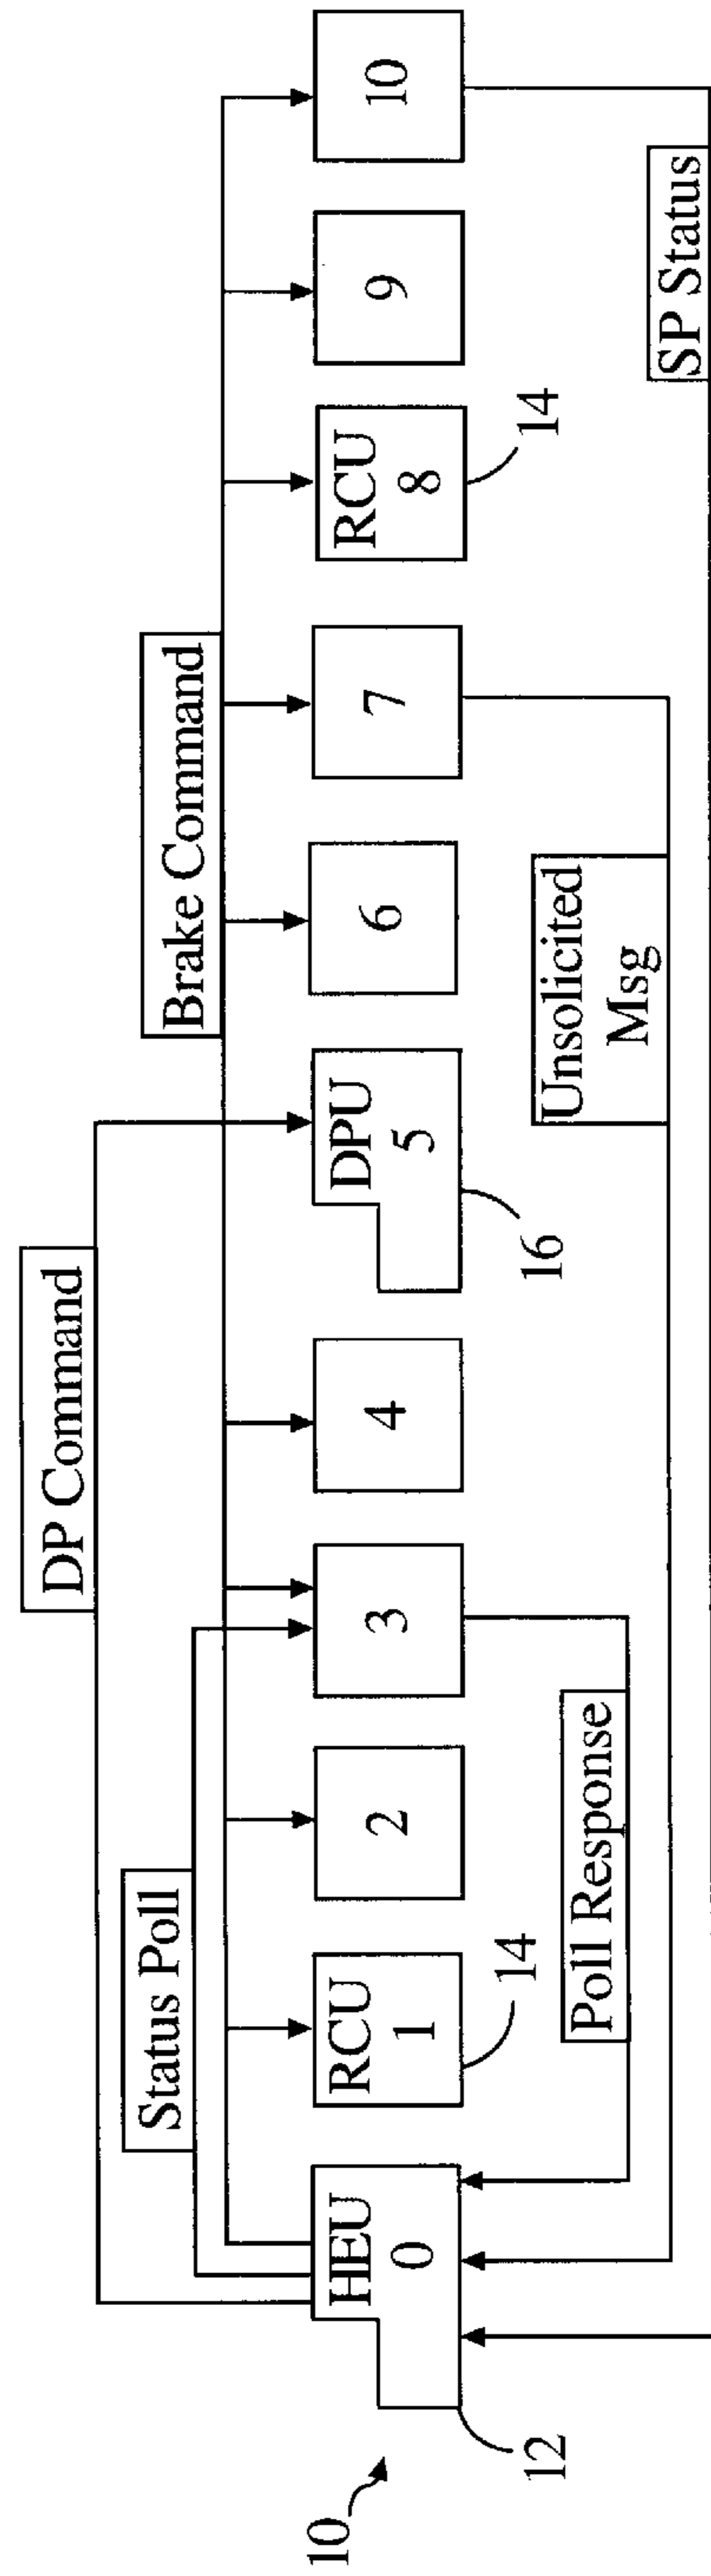 DP Command
Status Poll
Brake Command
10
HEU
0
RCU
1
2
3
4
DPU
5
6
7
RCU
8
9
10
12
14
16
14
Poll Response
Unsolicited
Msg
SP Status